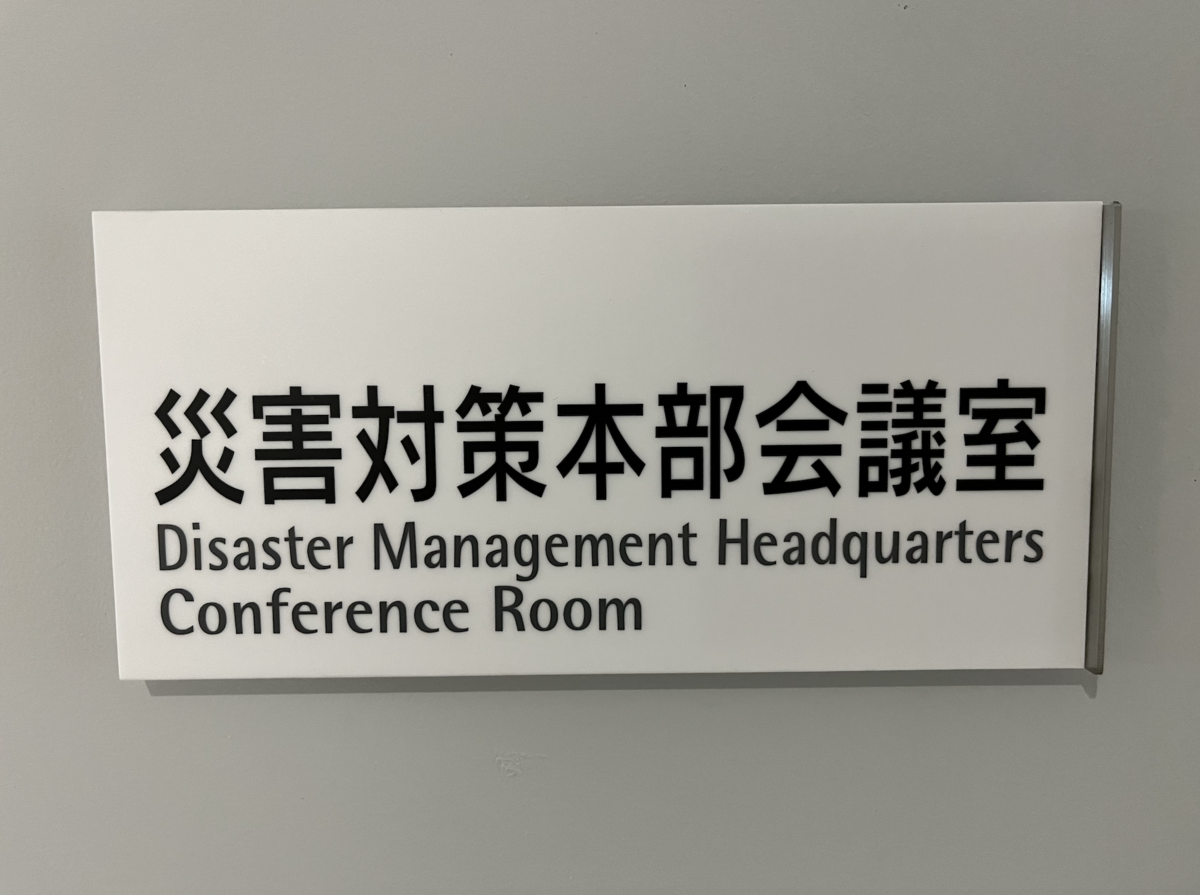 災害対策本部会議室
Disaster Management Headquarters
Conference Room